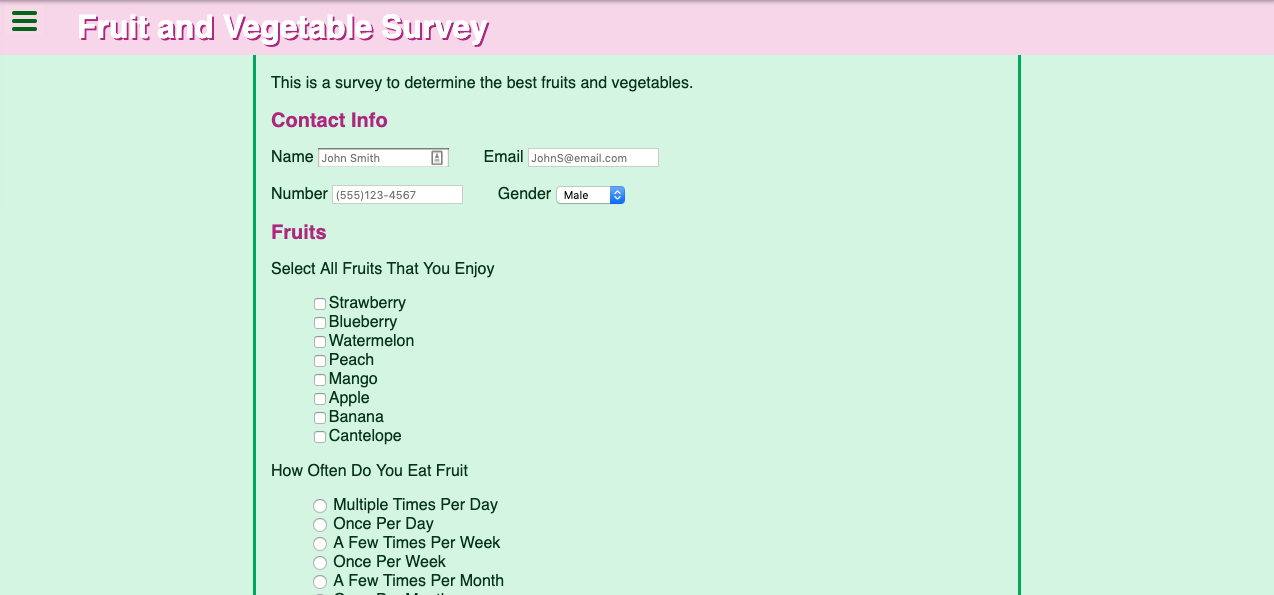 Fruit and Vegetable Survey
This is a survey to determine the best fruits and vegetables.
Contact Info
Name John Smith Email JohnS@email.com
Number (555)123-4567 Gender Male
Fruits
Select All Fruits That You Enjoy
Strawberry
Blueberry
Watermelon
Peach
Mango
Apple
Banana
Cantelope
How Often Do You Eat Fruit
Multiple Times Per Day
Once Per Day
A Few Times Per Week
Once Per Week
A Few Times Per Month